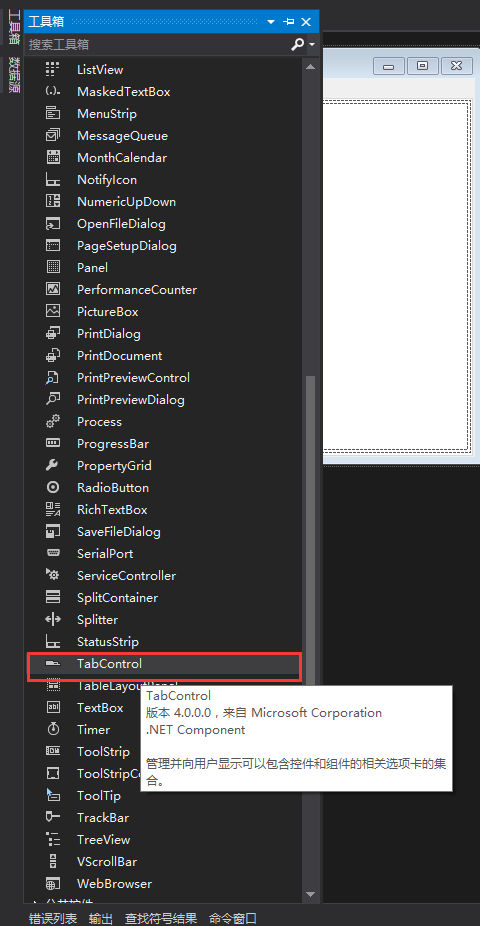 工具箱
数据源
工具箱
搜索工具箱
ListView
MaskedTextBox
MenuStrip
MessageQueue
MonthCalendar
NotifyIcon
NumericUpDown
OpenFileDialog
PageSetupDialog
Panel
PerformanceCounter
PictureBox
PrintDialog
PrintDocument
PrintPreviewControl
PrintPreviewDialog
Process
ProgressBar
PropertyGrid
RadioButton
RichTextBox
SaveFileDialog
SerialPort
ServiceController
SplitContainer
Splitter
StatusStrip
TabControl
TableLayoutPanel
TabControl
版本 4.0.0.0，来自 Microsoft Corporation
.NET Component
管理并向用户显示可以包含控件和组件的相关选项卡的集
合。
TextBox
Timer
ToolStrip
ToolStripCo
ToolTip
TrackBar
TreeView
VScrollBar
WebBrowser
公共控件
错误列表 输出 查找符号结果 命令窗口